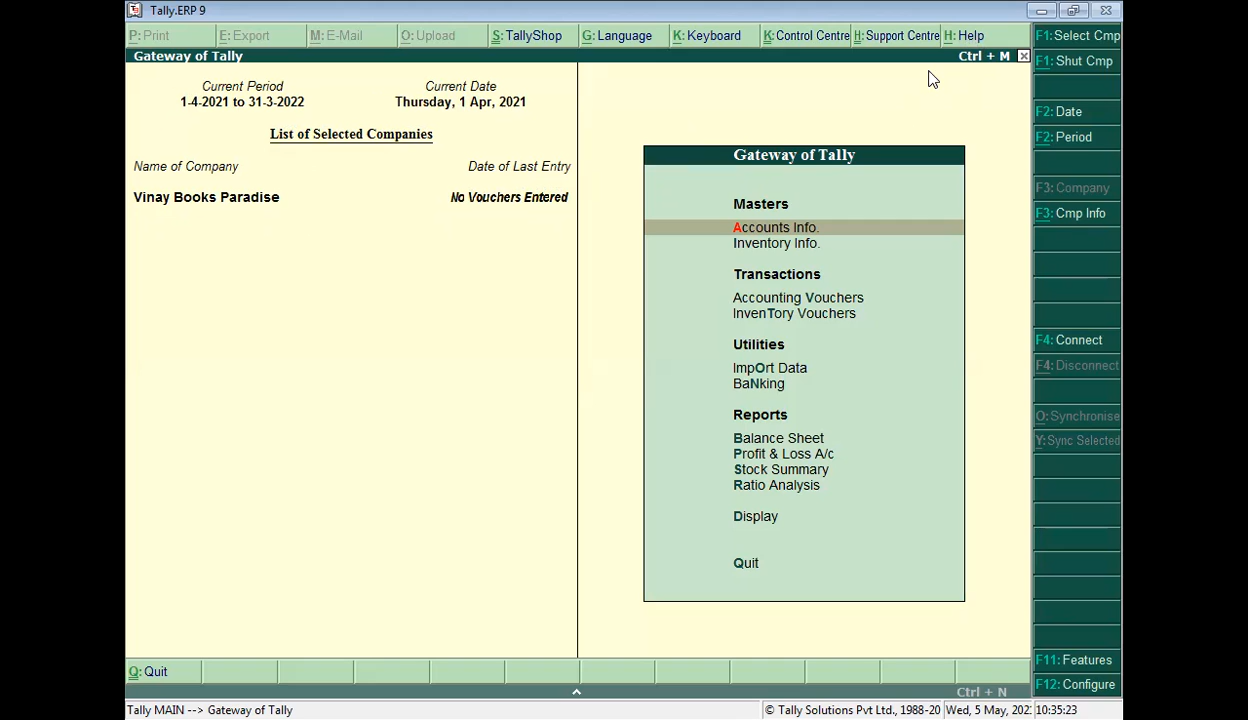 Tally.ERP 9
P: Print E: Export M: E-Mail O: Upload S: TallyShop G: Language K: Keyboard K: Control Centre H: Support Centre H: Help
Gateway of Tally Ctrl + M
Current Period Current Date
1-4-2021 to 31-3-2022 Thursday, 1 Apr, 2021
List of Selected Companies
Name of Company Date of Last Entry
Vinay Books Paradise No Vouchers Entered
Gateway of Tally
Masters
Accounts Info.
Inventory Info.
Transactions
Accounting Vouchers
InvenTory Vouchers
Utilities
ImpOrt Data
BaNking
Reports
Balance Sheet
Profit & Loss A/c
Stock Summary
Ratio Analysis
Display
Quit
F1: Select Cmp
F1: Shut Cmp
F2: Date
F2: Period
F3: Company
F3: Cmp Info
F4: Connect
F4: Disconnect
O: Synchronise
Y: Sync Selected
F11: Features
F12: Configure
Q: Quit
Ctrl + N
Tally MAIN --> Gateway of Tally © Tally Solutions Pvt Ltd., 1988-20 Wed, 5 May, 202 10:35:23